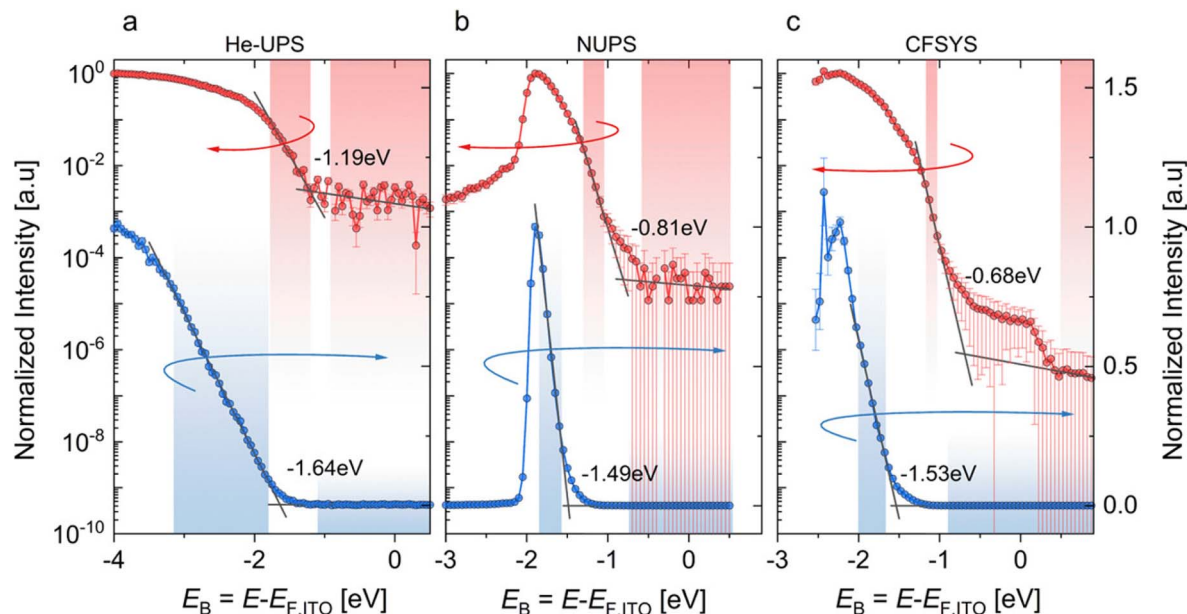 a
He-UPS
b
NUPS
c
CFSYS
Normalized Intensity [a.u]
10⁰
10⁻²
10⁻⁴
10⁻⁶
10⁻⁸
10⁻¹⁰
-1.19eV
-1.64eV
-0.81eV
-1.49eV
-0.68eV
-1.53eV
1.5
1.0
0.5
0.0
Normalized Intensity [a.u]
-4 -2 0
-3 -2 -1 0
-3 -2 -1 0
E_B = E-E_F,ITO [eV]
E_B = E-E_F,ITO [eV]
E_B = E-E_F,ITO [eV]